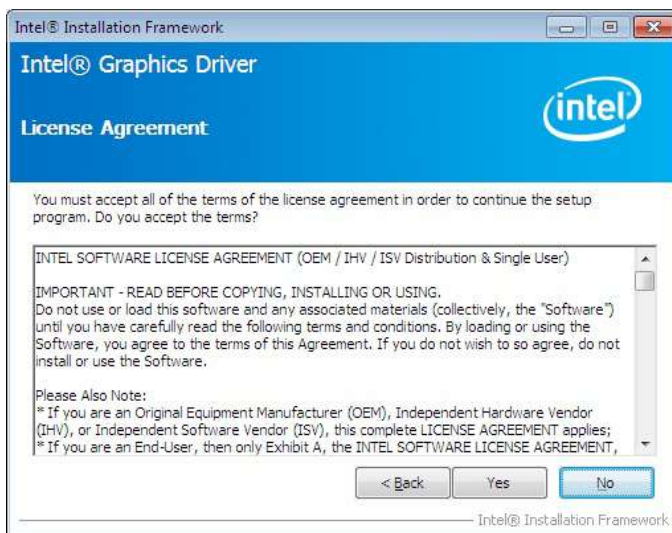 Intel® Installation Framework
Intel® Graphics Driver
intel
License Agreement
You must accept all of the terms of the license agreement in order to continue the setup
program. Do you accept the terms?
INTEL SOFTWARE LICENSE AGREEMENT (OEM / IHV / ISV Distribution & Single User)
IMPORTANT - READ BEFORE COPYING, INSTALLING OR USING.
Do not use or load this software and any associated materials (collectively, the "Software")
until you have carefully read the following terms and conditions. By loading or using the
Software, you agree to the terms of this Agreement. If you do not wish to so agree, do not
install or use the Software.
Please Also Note:
* If you are an Original Equipment Manufacturer (OEM), Independent Hardware Vendor
(IHV), or Independent Software Vendor (ISV), this complete LICENSE AGREEMENT applies;
* If you are an End-User, then only Exhibit A, the INTEL SOFTWARE LICENSE AGREEMENT,
< Back
Yes
No
Intel® Installation Framework